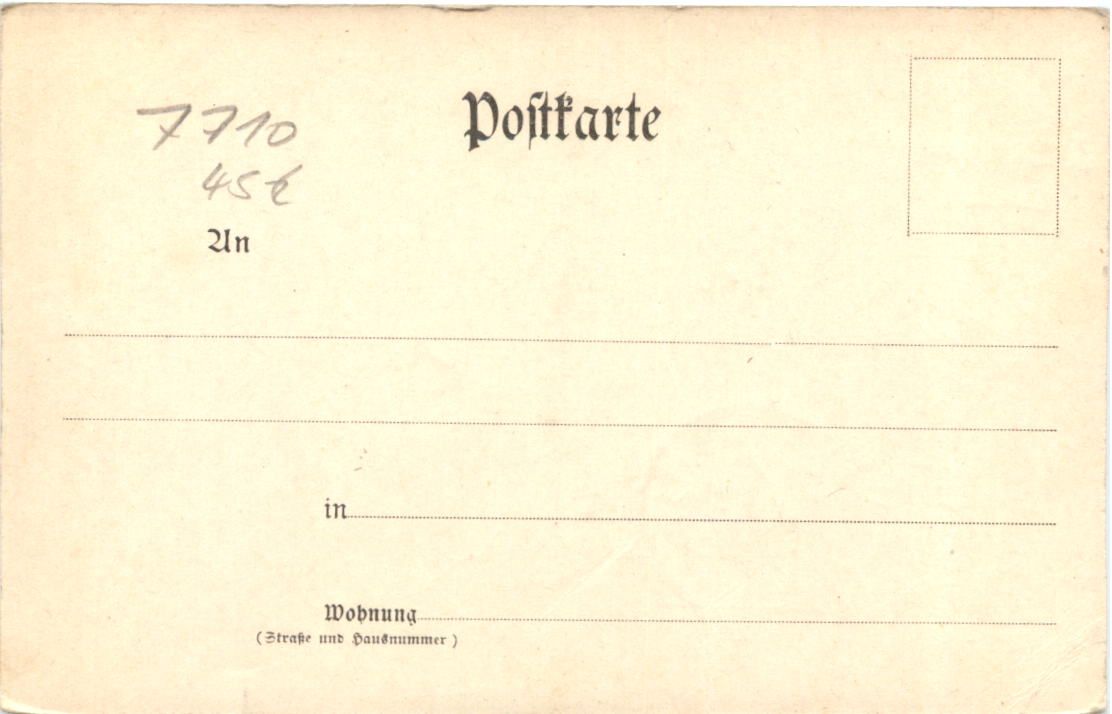 Postkarte
7710
45 €
An
in
Wohnung
(Straße und Hausnummer)